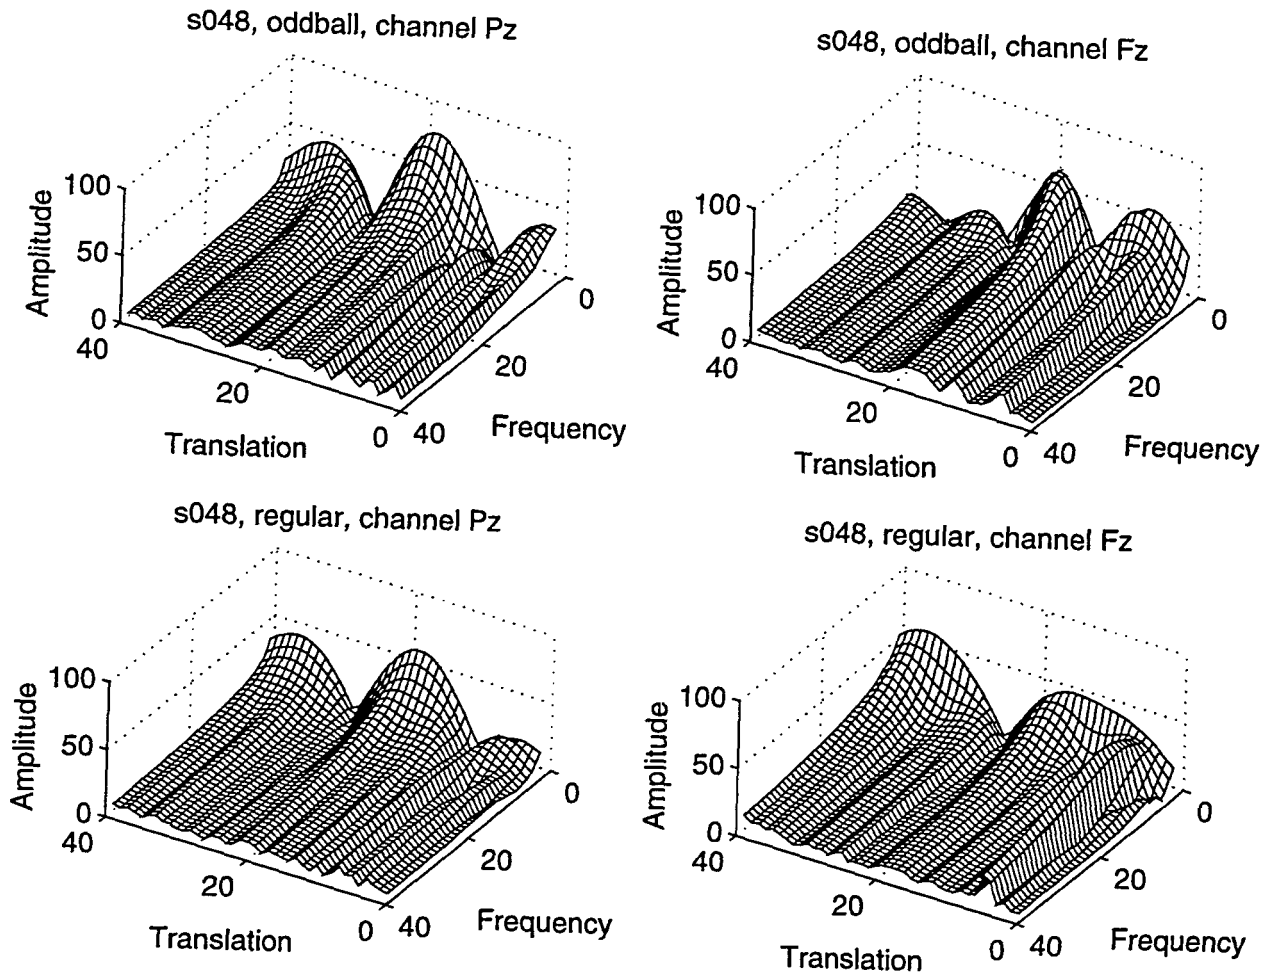 s048, oddball, channel Pz
100
50
0
Amplitude
40
20
0
Translation
40
20
0
Frequency
s048, oddball, channel Fz
100
50
0
Amplitude
40
20
0
Translation
40
20
0
Frequency
s048, regular, channel Pz
100
50
0
Amplitude
40
20
0
Translation
40
20
0
Frequency
s048, regular, channel Fz
100
50
0
Amplitude
40
20
0
Translation
40
20
0
Frequency